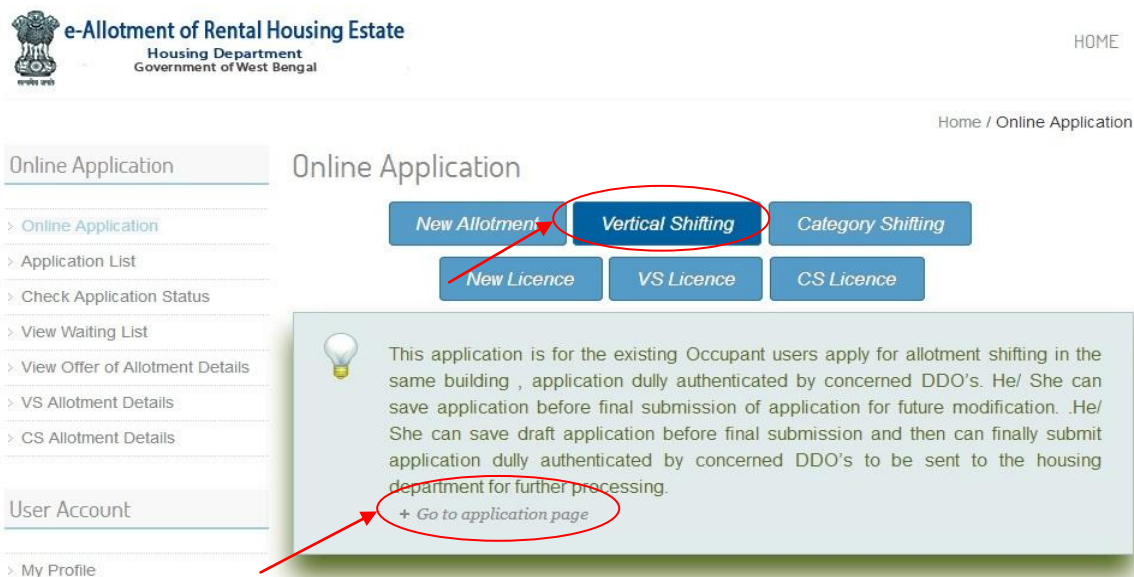 e-Allotment of Rental Housing Estate
Housing Department
Government of West Bengal
सत्यमेव जयते
HOME
Home / Online Application
Online Application
> Online Application
> Application List
> Check Application Status
> View Waiting List
> View Offer of Allotment Details
> VS Allotment Details
> CS Allotment Details
User Account
> My Profile
Online Application
New Allotment Vertical Shifting Category Shifting
New Licence VS Licence CS Licence
This application is for the existing Occupant users apply for allotment shifting in the
same building , application dully authenticated by concerned DDO's. He/ She can
save application before final submission of application for future modification. .He/
She can save draft application before final submission and then can finally submit
application dully authenticated by concerned DDO's to be sent to the housing
department for further processing.
+ Go to application page